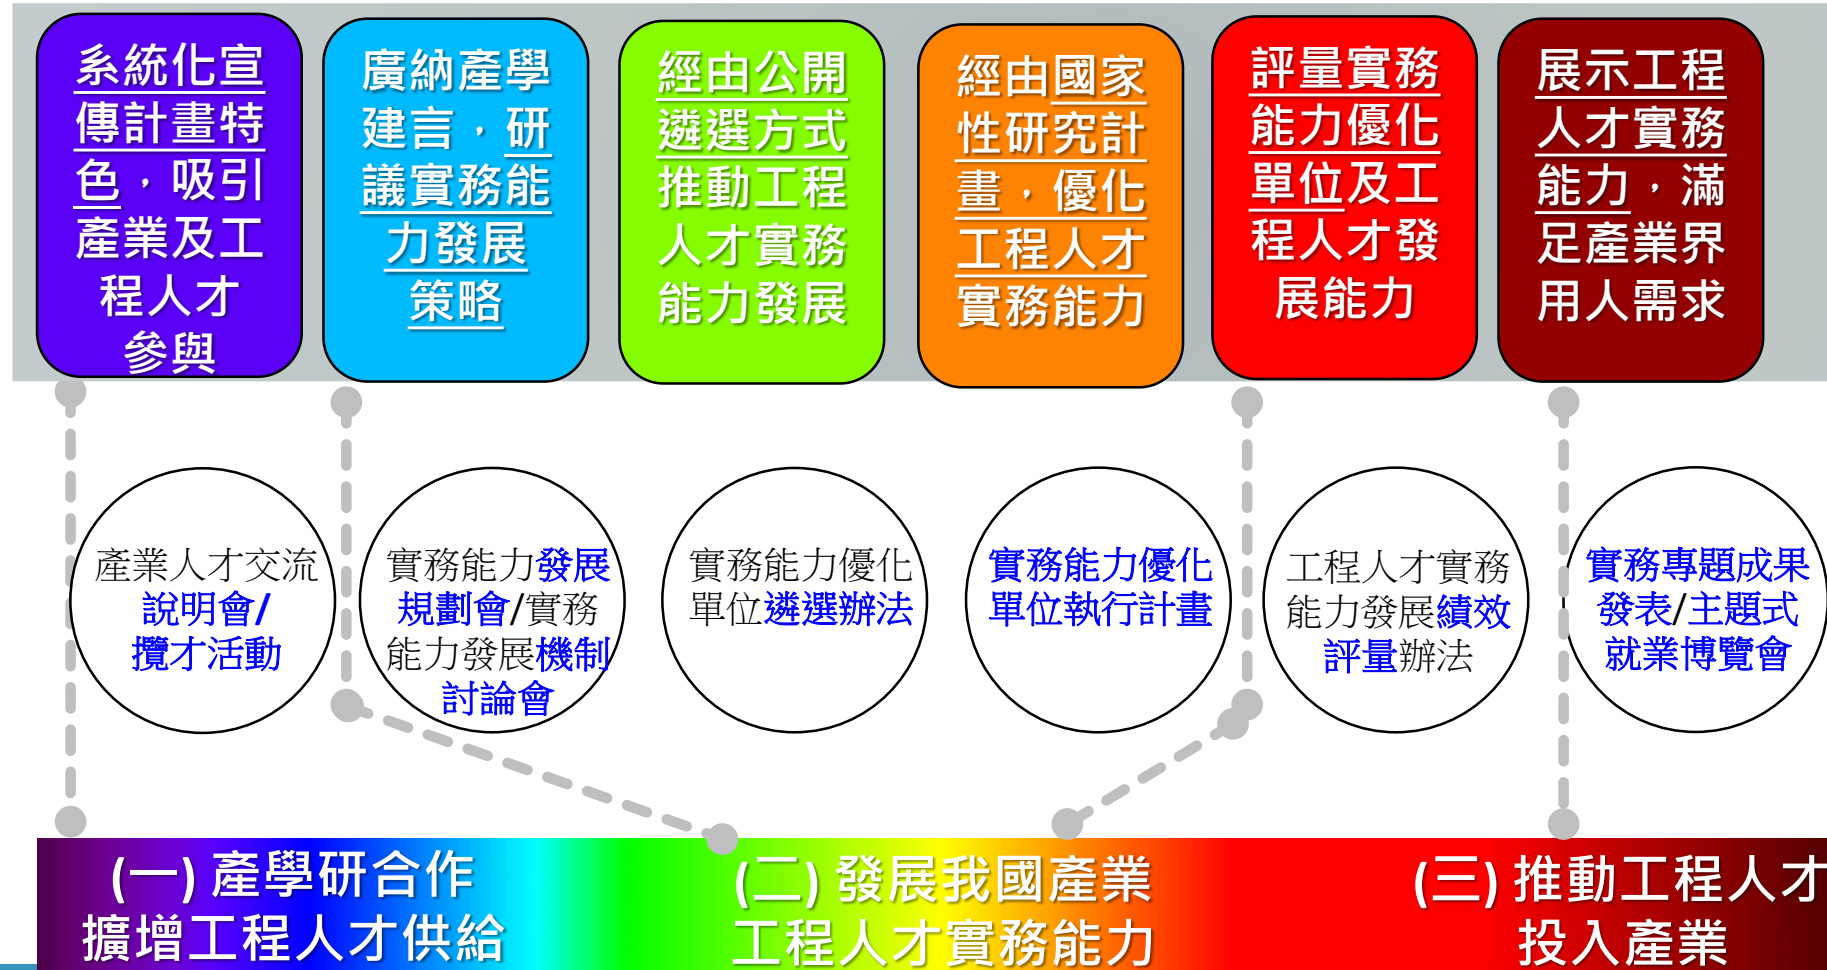 系統化宣
傳計畫特
色，吸引
產業及工
程人才
參與
廣納產學
建言，研
議實務能
力發展
策略
經由公開
遴選方式
推動工程
人才實務
能力發展
經由國家
性研究計
畫，優化
工程人才
實務能力
評量實務
能力優化
單位及工
程人才發
展能力
展示工程
人才實務
能力，滿
足產業界
用人需求
產業人才交流
說明會/
攬才活動
實務能力發展
規劃會/實務
能力發展機制
討論會
實務能力優化
單位遴選辦法
實務能力優化
單位執行計畫
工程人才實務
能力發展績效
評量辦法
實務專題成果
發表/主題式
就業博覽會
(一) 產學研合作
擴增工程人才供給
(二) 發展我國產業
工程人才實務能力
(三) 推動工程人才
投入產業